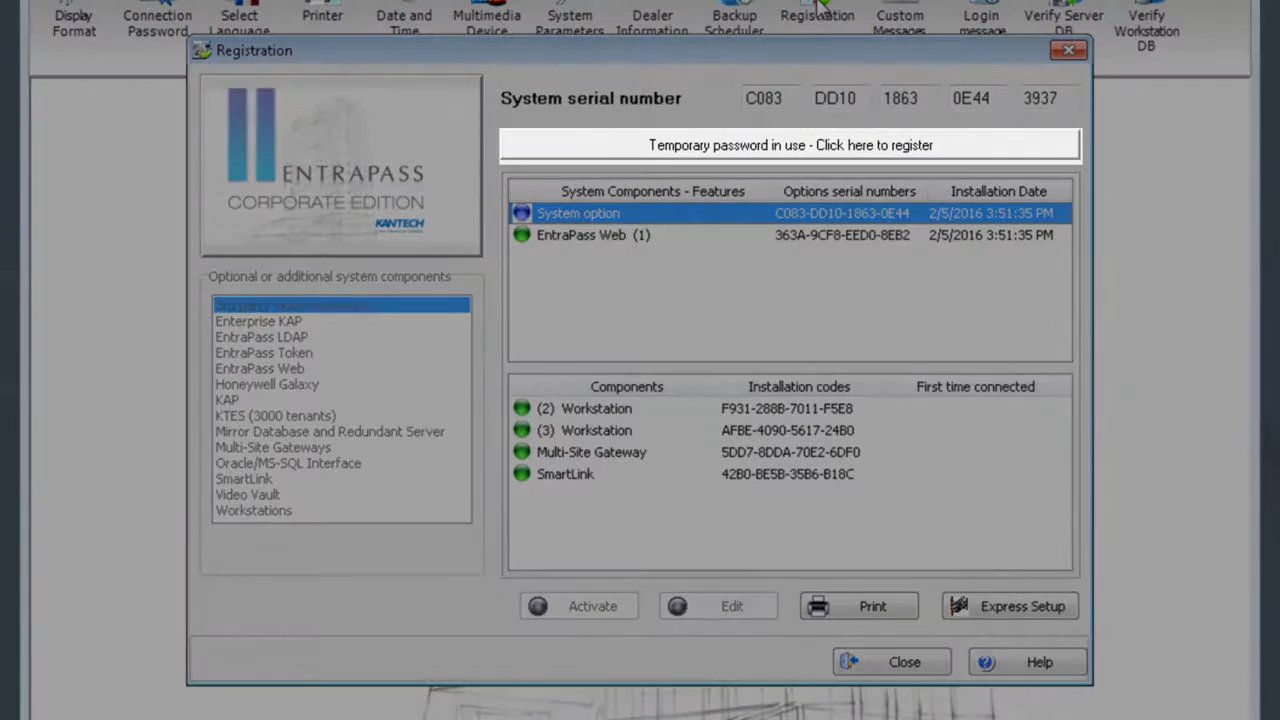 Display Format
Connection Password
Select Language
Printer
Date and Time
Multimedia Device
System Parameters
Dealer Information
Backup Scheduler
Registration
Custom Messages
Login message
Verify Server DB
Verify Workstation DB
Registration
ENTRAPASS
CORPORATE EDITION
KANTECH
System serial number C083 DD10 1863 0E44 3937
Temporary password in use - Click here to register
System Components - Features Options serial numbers Installation Date
System option C083-DD10-1863-0E44 2/5/2016 3:51:35 PM
EntraPass Web (1) 363A-9CF8-EED0-8EB2 2/5/2016 3:51:35 PM
Optional or additional system components
Enterprise KAP
EntraPass LDAP
EntraPass Token
EntraPass Web
Honeywell Galaxy
KAP
KTES (3000 tenants)
Mirror Database and Redundant Server
Multi-Site Gateways
Oracle/MS-SQL Interface
SmartLink
Video Vault
Workstations
Components Installation codes First time connected
(2) Workstation F931-288B-7011-F5E8
(3) Workstation AFBE-4090-5617-24B0
Multi-Site Gateway 5DD7-8DDA-70E2-6DF0
SmartLink 42B0-BE5B-35B6-B18C
Activate Edit Print Express Setup
Close Help